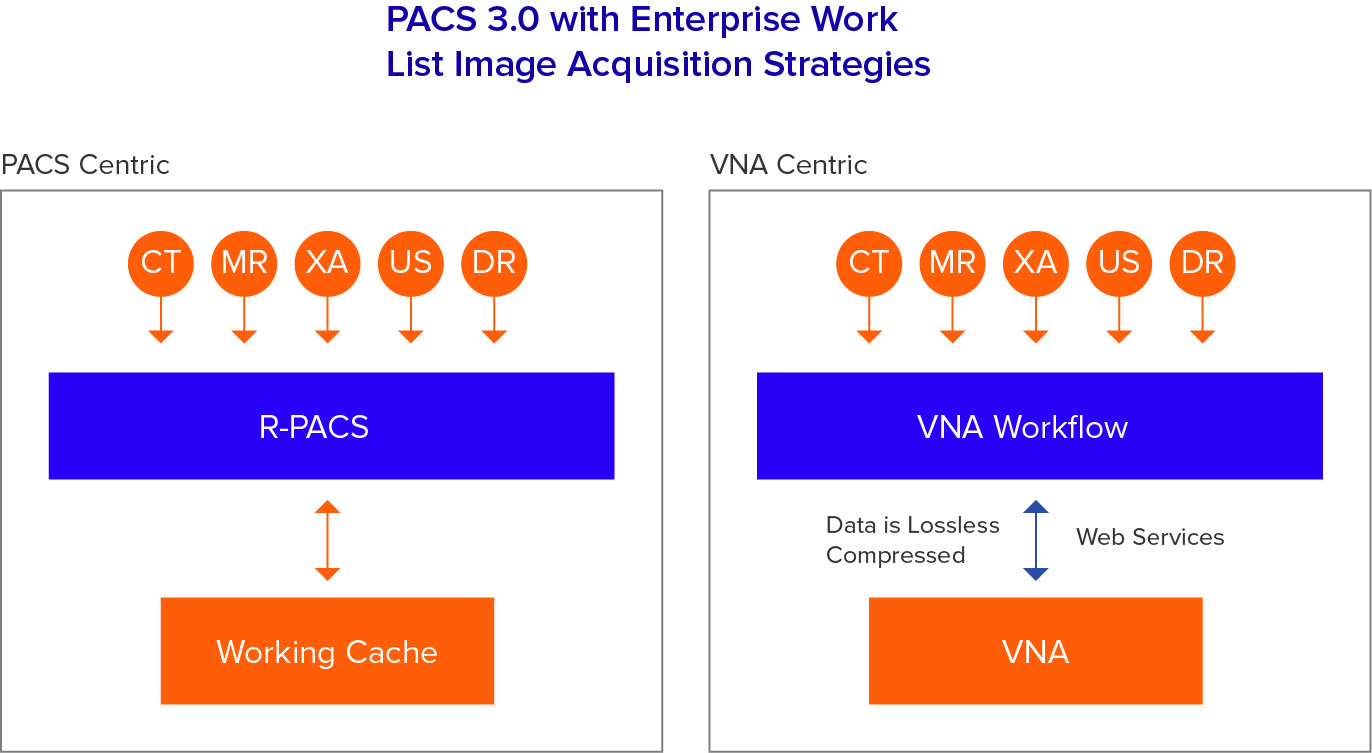 PACS 3.0 with Enterprise Work
List Image Acquisition Strategies
PACS Centric
CT MR XA US DR
R-PACS
Working Cache
VNA Centric
CT MR XA US DR
VNA Workflow
Data is Lossless
Compressed
Web Services
VNA